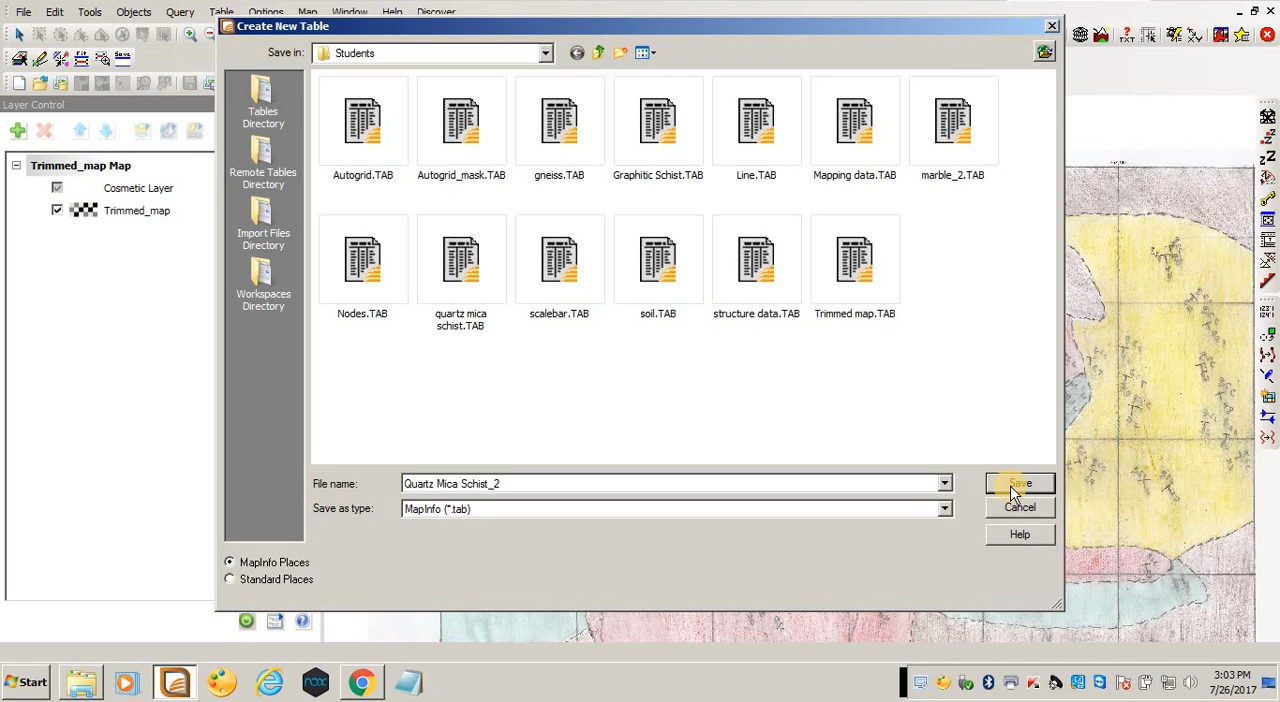 File Edit Tools Objects Query Table Options Map Window Help Discover
Create New Table
Save in: Students
Layer Control
Trimmed_map Map
Cosmetic Layer
Trimmed_map
Tables
Directory
Remote Tables
Directory
Import Files
Directory
Workspaces
Directory
Autogrid.TAB Autogrid_mask.TAB gneiss.TAB Graphitic Schist.TAB Line.TAB Mapping data.TAB marble_2.TAB
Nodes.TAB quartz mica schist.TAB scalebar.TAB soil.TAB structure data.TAB Trimmed map.TAB
File name: Quartz Mica Schist_2 Save
Save as type: MapInfo (*.tab) Cancel
Help
MapInfo Places
Standard Places
Start
nox
3:03 PM
7/26/2017